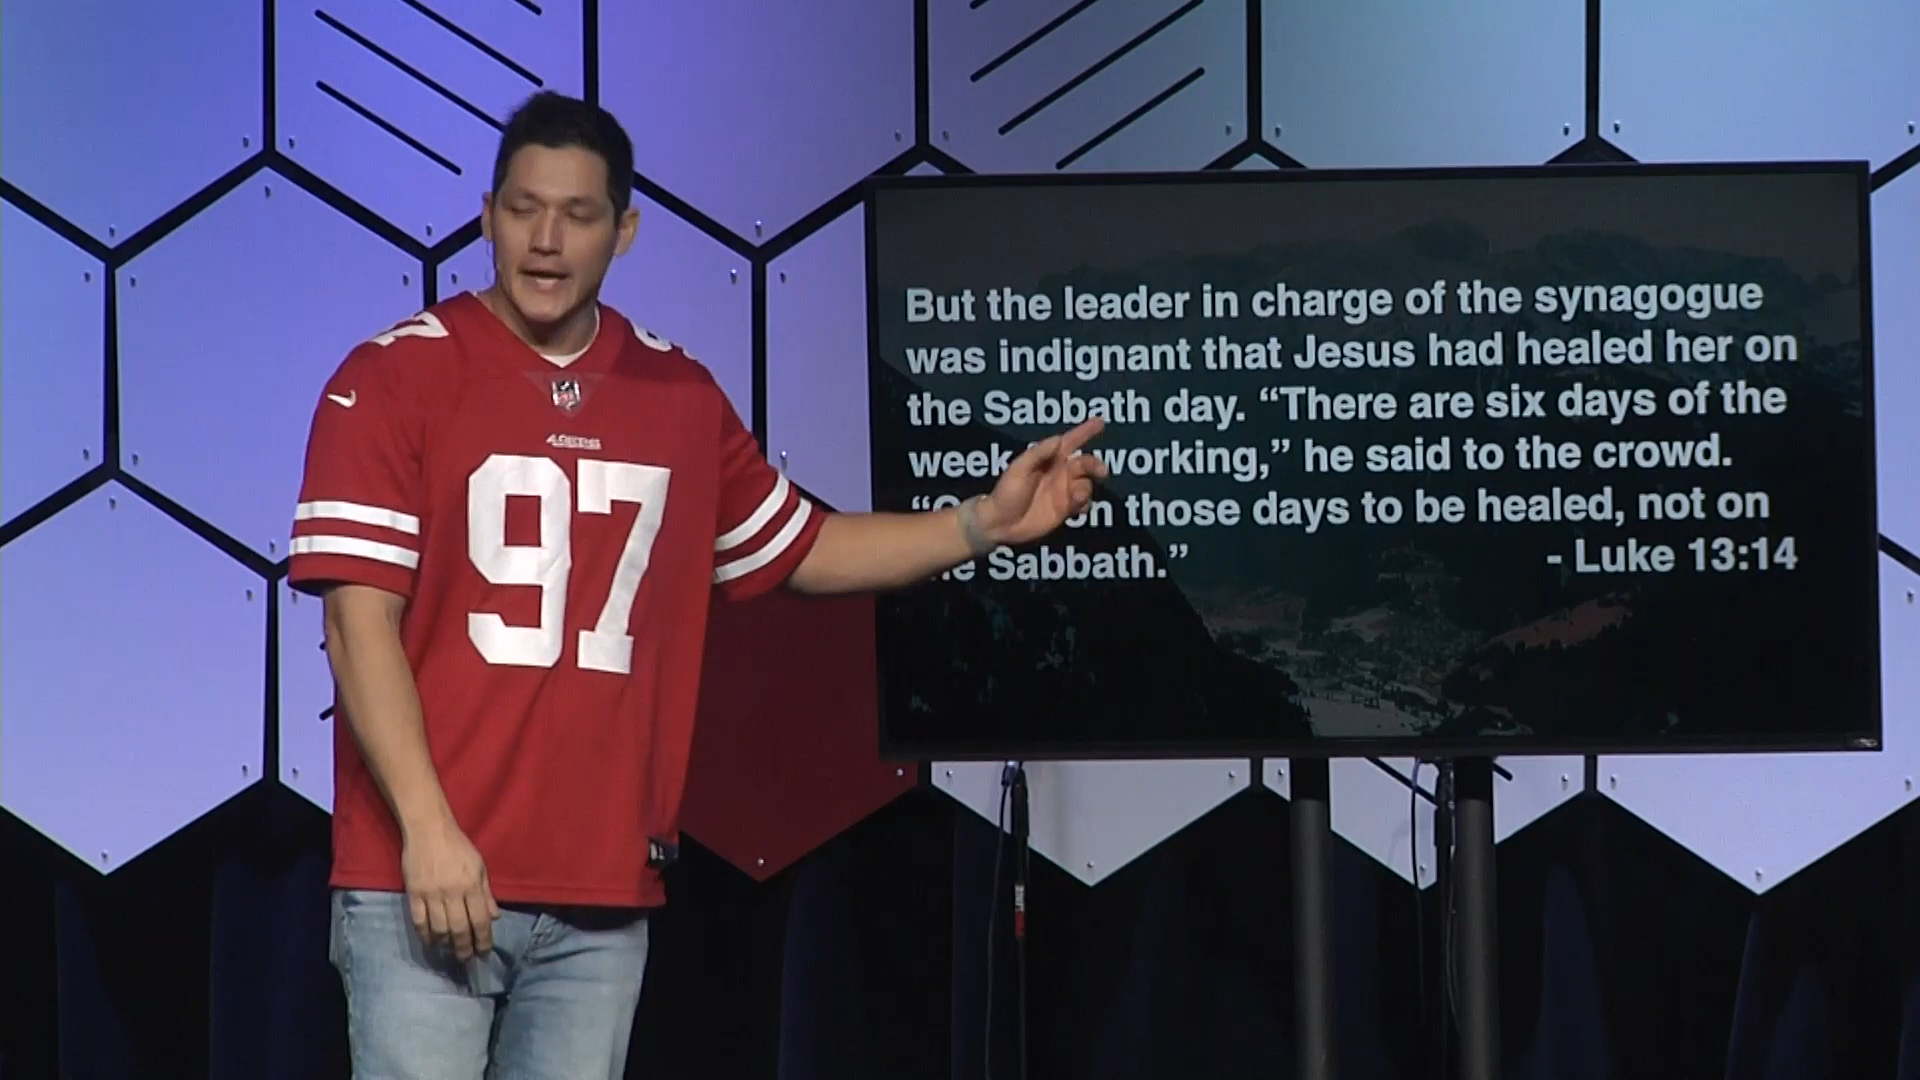 But the leader in charge of the synagogue
was indignant that Jesus had healed her on
the Sabbath day. “There are six days of the
week working,” he said to the crowd.
those days to be healed, not on
Sabbath.” - Luke 13:14
49ERS
97